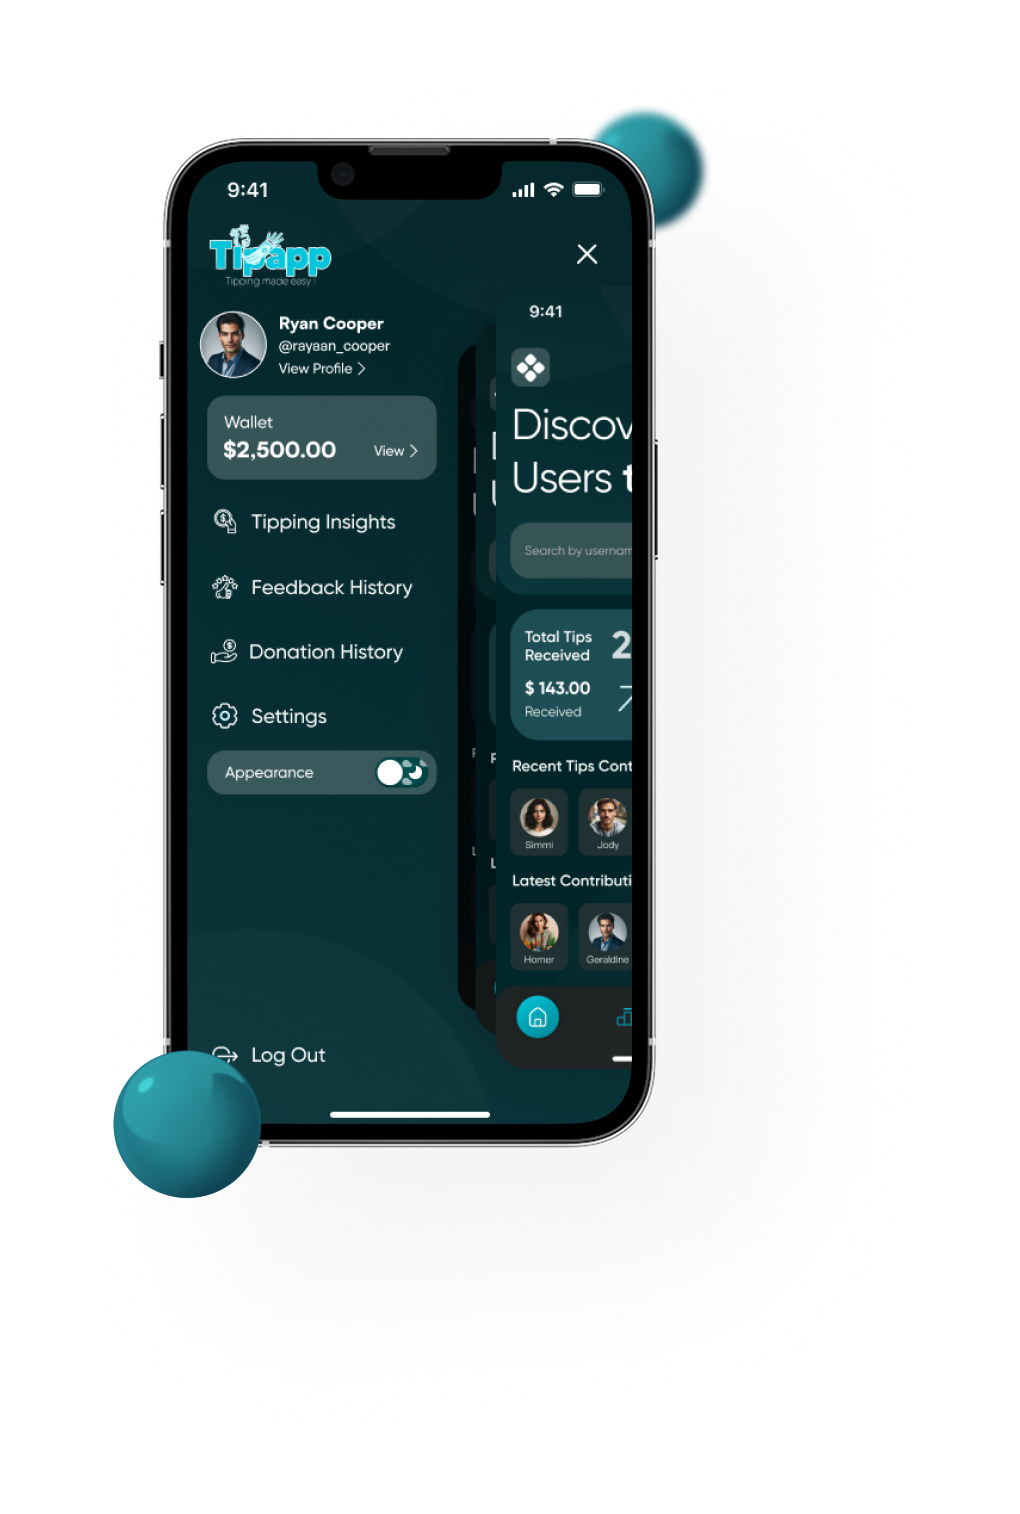 9:41
Tipapp
Tipping made easy !
Ryan Cooper
@rayaan_cooper
View Profile
Wallet
$2,500.00
View
Tipping Insights
Feedback History
Donation History
Settings
Appearance
Log Out
9:41
Discov
Users t
Search by usernam
Total Tips
Received
2
$ 143.00
Received
Recent Tips Cont
Simmi
Jody
Latest Contributi
Homer
Geraldine